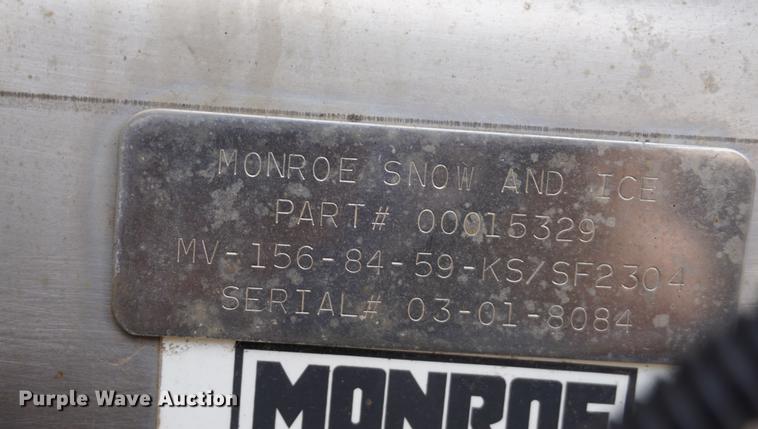 MONROE SNOW AND ICE
PART# 00015329
MV-156-84-59-KS/SF2304
SERIAL# 03-01-8084
MONROE
Purple Wave Auction